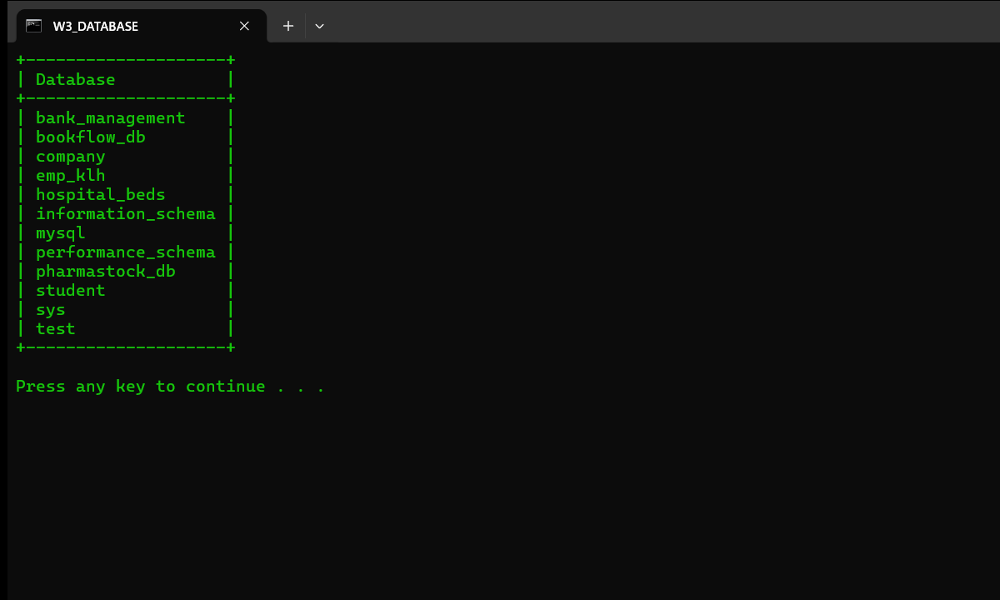 W3_DATABASE
+--------------------+
| Database           |
+--------------------+
| bank_management    |
| bookflow_db        |
| company            |
| emp_klh            |
| hospital_beds      |
| information_schema |
| mysql              |
| performance_schema |
| pharmastock_db     |
| student            |
| sys                |
| test               |
+--------------------+
Press any key to continue . . .